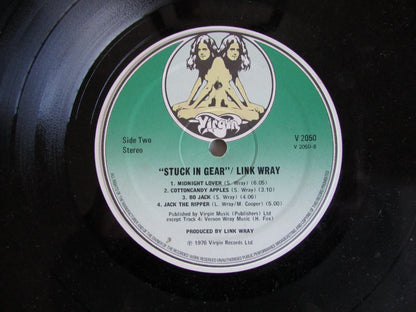 Virgin
Side Two
Stereo
V 2050
V 2050-B
"STUCK IN GEAR"/ LINK WRAY
1. MIDNIGHT LOVER (S. Wray) (6.05)
2. COTTONCANDY APPLES (S. Wray) (3.10)
3. BO JACK (S. Wray) (4.06)
4. JACK THE RIPPER (L. Wray/M. Cooper) (5.00)
Published by Virgin Music (Publishers) Ltd
except Track 4: Vernon Wray Music (H. Fox)
PRODUCED BY LINK WRAY
℗ 1976 Virgin Records Ltd